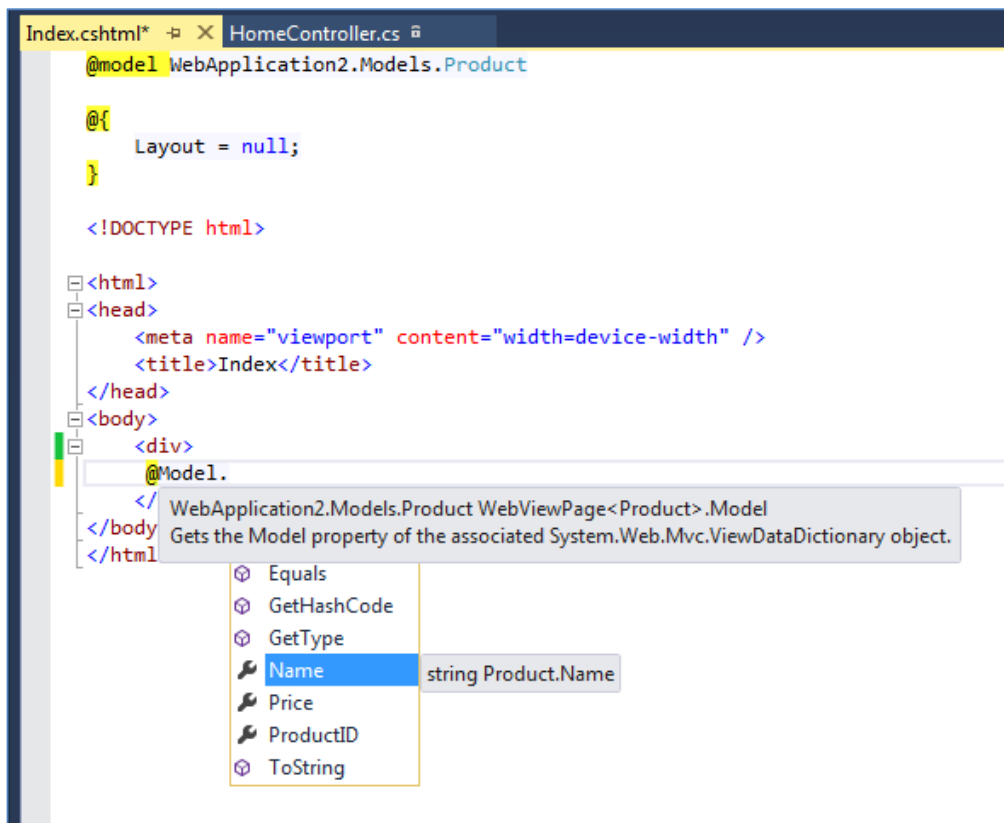 Index.cshtml* HomeController.cs
@model WebApplication2.Models.Product
@{
Layout = null;
}
<!DOCTYPE html>
<html>
<head>
<meta name="viewport" content="width=device-width" />
<title>Index</title>
</head>
<body>
<div>
@Model.
</
WebApplication2.Models.Product WebViewPage<Product>.Model
</body
Gets the Model property of the associated System.Web.Mvc.ViewDataDictionary object.
</html
Equals
GetHashCode
GetType
Name string Product.Name
Price
ProductID
ToString